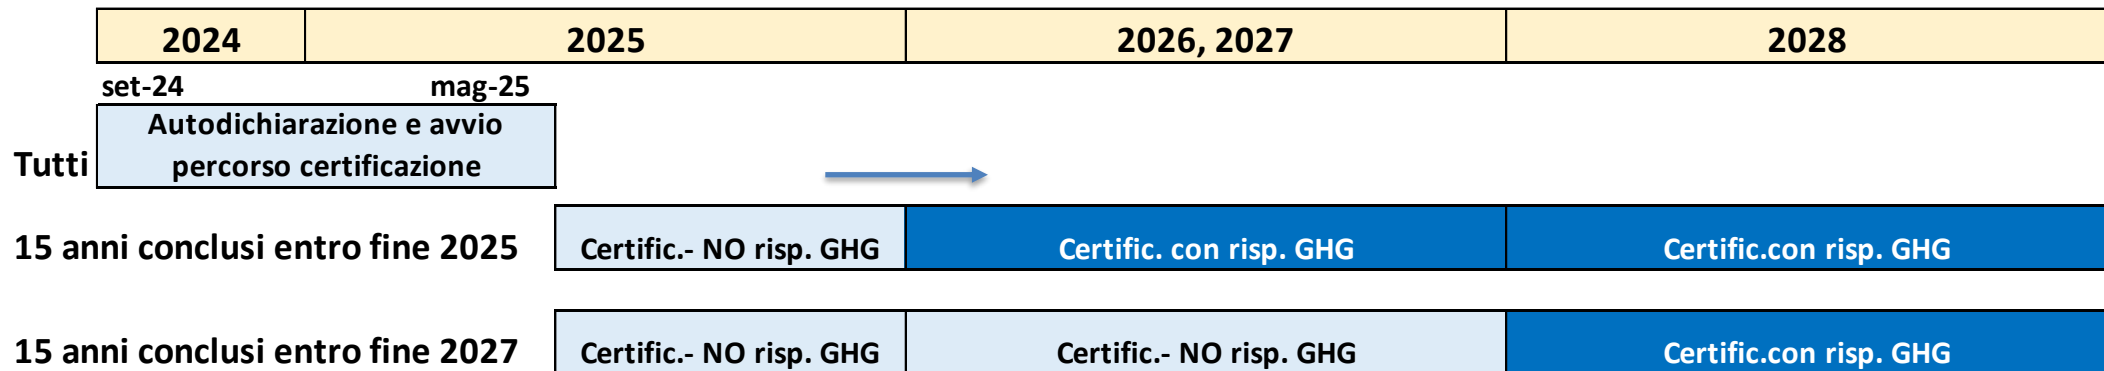 2024 2025 2026, 2027 2028
set-24 mag-25
Autodichiarazione e avvio
percorso certificazione
Tutti
15 anni conclusi entro fine 2025 Certific.- NO risp. GHG Certific. con risp. GHG Certific.con risp. GHG
15 anni conclusi entro fine 2027 Certific.- NO risp. GHG Certific.- NO risp. GHG Certific.con risp. GHG